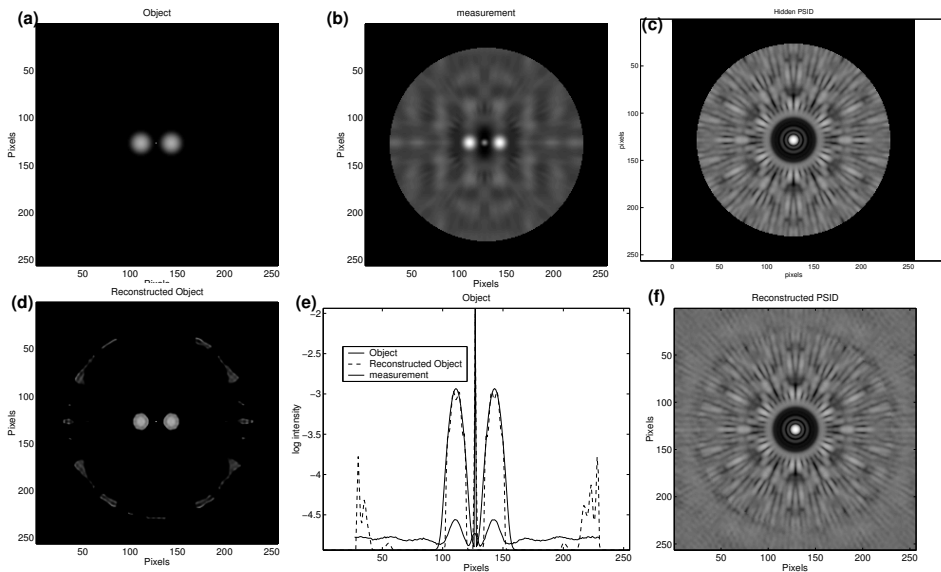 (a)
Object
Pixels
50
100
150
200
250
50 100 150 200 250
(b)
measurement
Pixels
50
100
150
200
250
50 100 150 200 250
Pixels
(c)
Hidden PSID
pixels
0
50
100
150
200
250
0 50 100 150 200 250
pixels
(d)
Reconstructed Object
Pixels
50
100
150
200
250
50 100 150 200 250
Pixels
(e)
Object
log intensity
-2
-2.5
-3
-3.5
-4
-4.5
Object
Reconstructed Object
measurement
50 100 150 200 250
Pixels
(f)
Reconstructed PSID
Pixels
50
100
150
200
250
50 100 150 200 250
Pixels